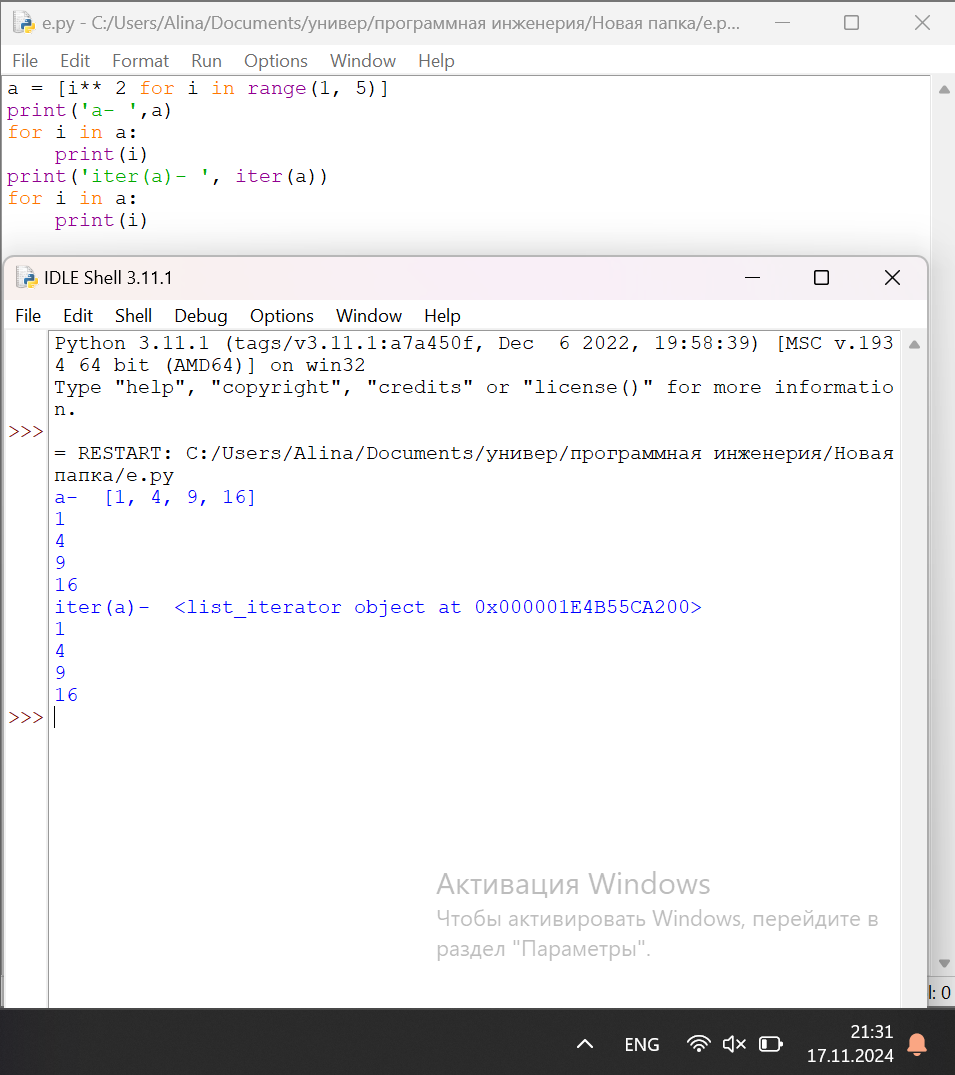 e.py - C:/Users/Alina/Documents/универ/программная инженерия/Новая папка/e.p...
File Edit Format Run Options Window Help
a = [i** 2 for i in range(1, 5)]
print('a- ',a)
for i in a:
    print(i)
print('iter(a)- ', iter(a))
for i in a:
    print(i)
IDLE Shell 3.11.1
File Edit Shell Debug Options Window Help
Python 3.11.1 (tags/v3.11.1:a7a450f, Dec  6 2022, 19:58:39) [MSC v.193
4 64 bit (AMD64)] on win32
Type "help", "copyright", "credits" or "license()" for more informatio
n.
>>>
= RESTART: C:/Users/Alina/Documents/универ/программная инженерия/Новая
папка/e.py
a-  [1, 4, 9, 16]
1
4
9
16
iter(a)-  <list_iterator object at 0x000001E4B55CA200>
1
4
9
16
>>>
Активация Windows
Чтобы активировать Windows, перейдите в
раздел "Параметры".
l: 0
ENG
21:31
17.11.2024